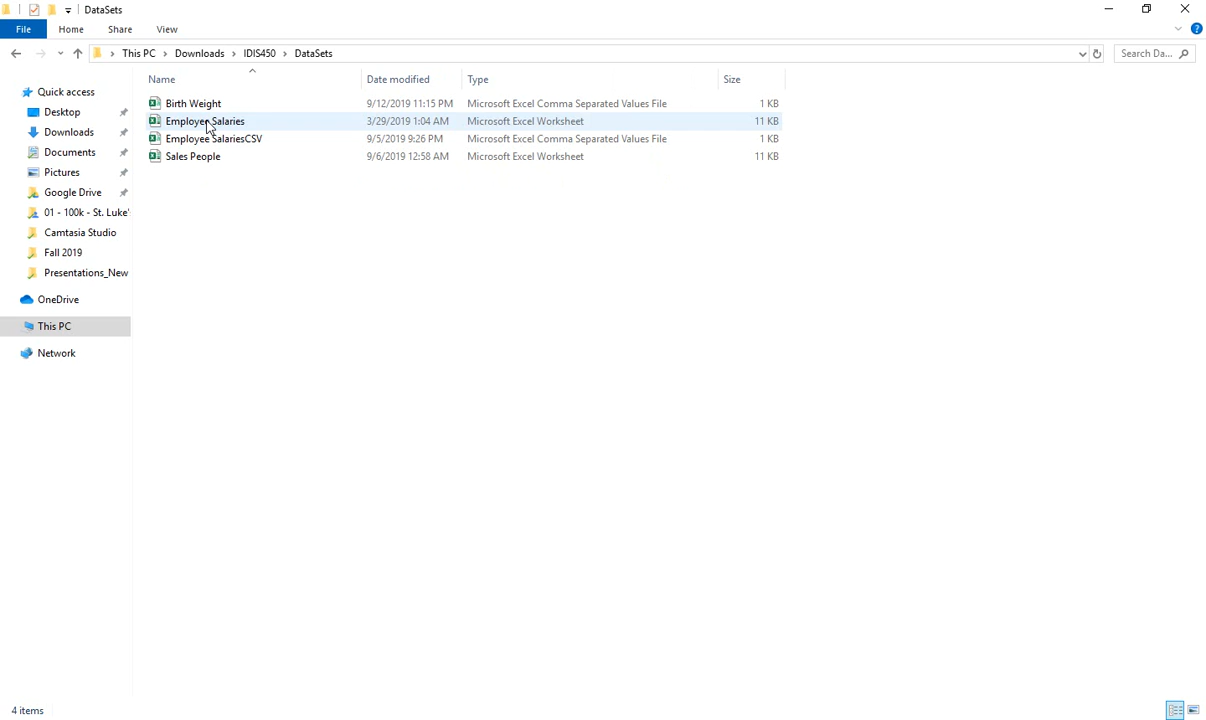 DataSets
File Home Share View
This PC Downloads IDIS450 DataSets Search Da...
Name Date modified Type Size
Birth Weight 9/12/2019 11:15 PM Microsoft Excel Comma Separated Values File 1 KB
Employee Salaries 3/29/2019 1:04 AM Microsoft Excel Worksheet 11 KB
Employee SalariesCSV 9/5/2019 9:26 PM Microsoft Excel Comma Separated Values File 1 KB
Sales People 9/6/2019 12:58 AM Microsoft Excel Worksheet 11 KB
Quick access
Desktop
Downloads
Documents
Pictures
Google Drive
01 - 100k - St. Luke'
Camtasia Studio
Fall 2019
Presentations_New
OneDrive
This PC
Network
4 items